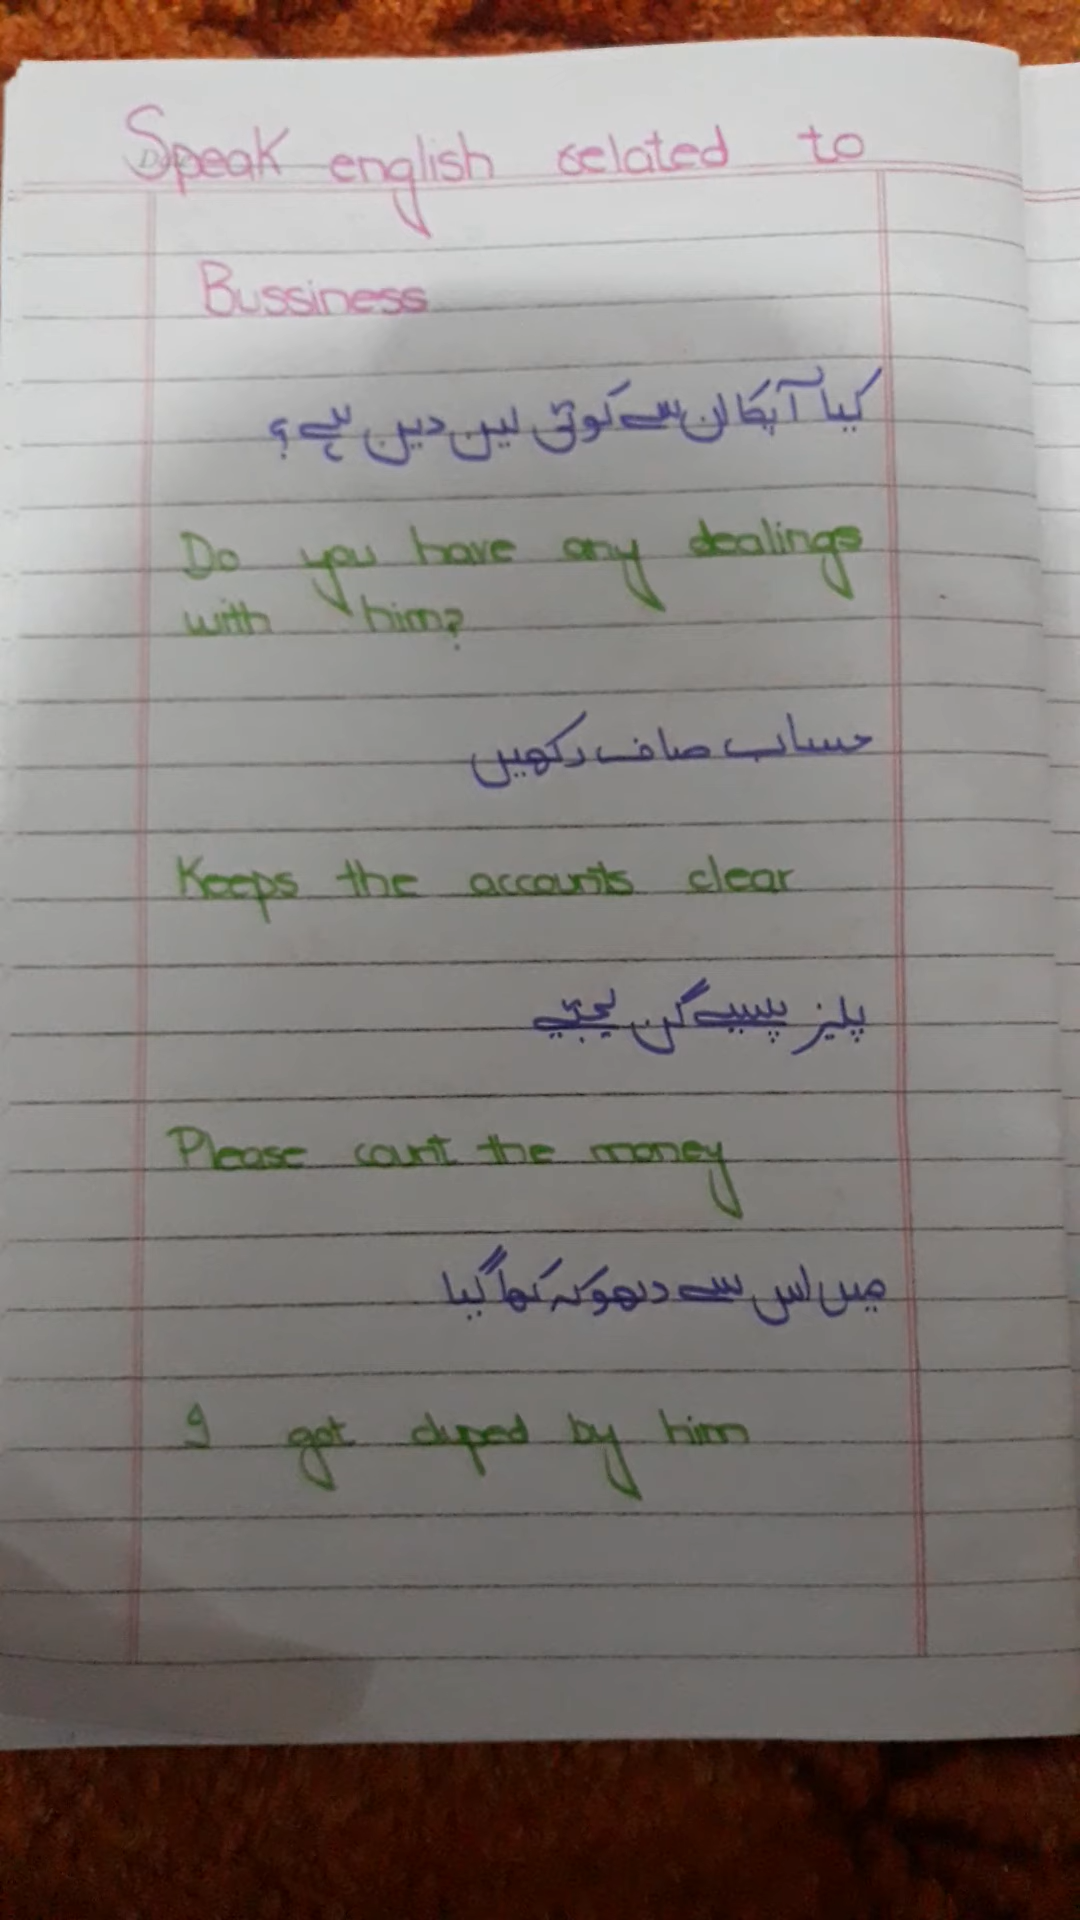 Speak english related to
Bussiness
کیا آپکا ان سے کوئی لین دین ہے؟
Do you have any dealings
with him?
حساب صاف رکھیں
Keeps the accounts clear
پلیز پیسے گن لیجئیے
Please count the money
میں اس سے دھوکہ کھا گیا
I got duped by him